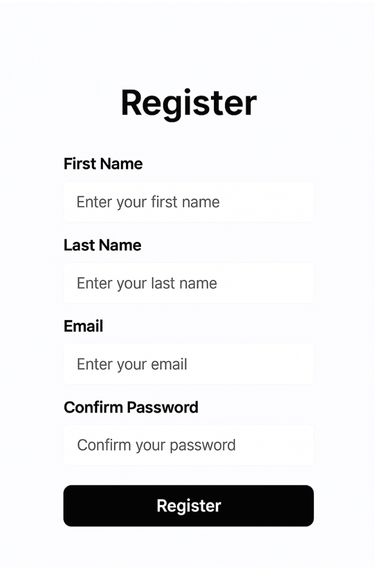 Register
First Name
Enter your first name
Last Name
Enter your last name
Email
Enter your email
Confirm Password
Confirm your password
Register